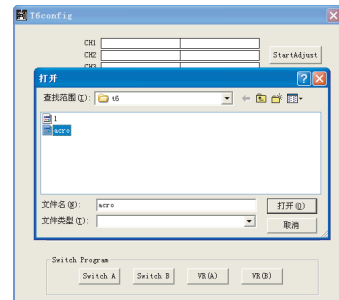 T6config
CH1
CH2
CH3
StartAdjust
打开
查找范围(I):
t6
1
acro
文件名(N):
acro
打开(O)
文件类型(T):
取消
Switch Program
Switch A
Switch B
VR(A)
VR(B)